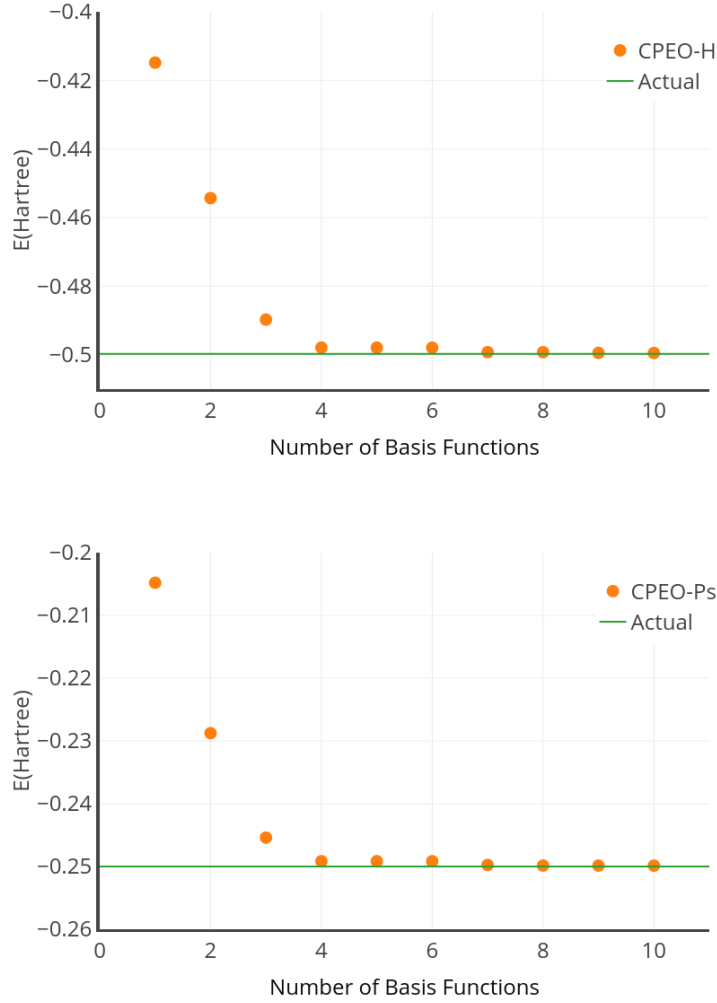 −0.4
−0.42
−0.44
−0.46
−0.48
−0.5
E(Hartree)
0 2 4 6 8 10
Number of Basis Functions
CPEO-H
Actual
−0.2
−0.21
−0.22
−0.23
−0.24
−0.25
−0.26
E(Hartree)
0 2 4 6 8 10
Number of Basis Functions
CPEO-Ps
Actual